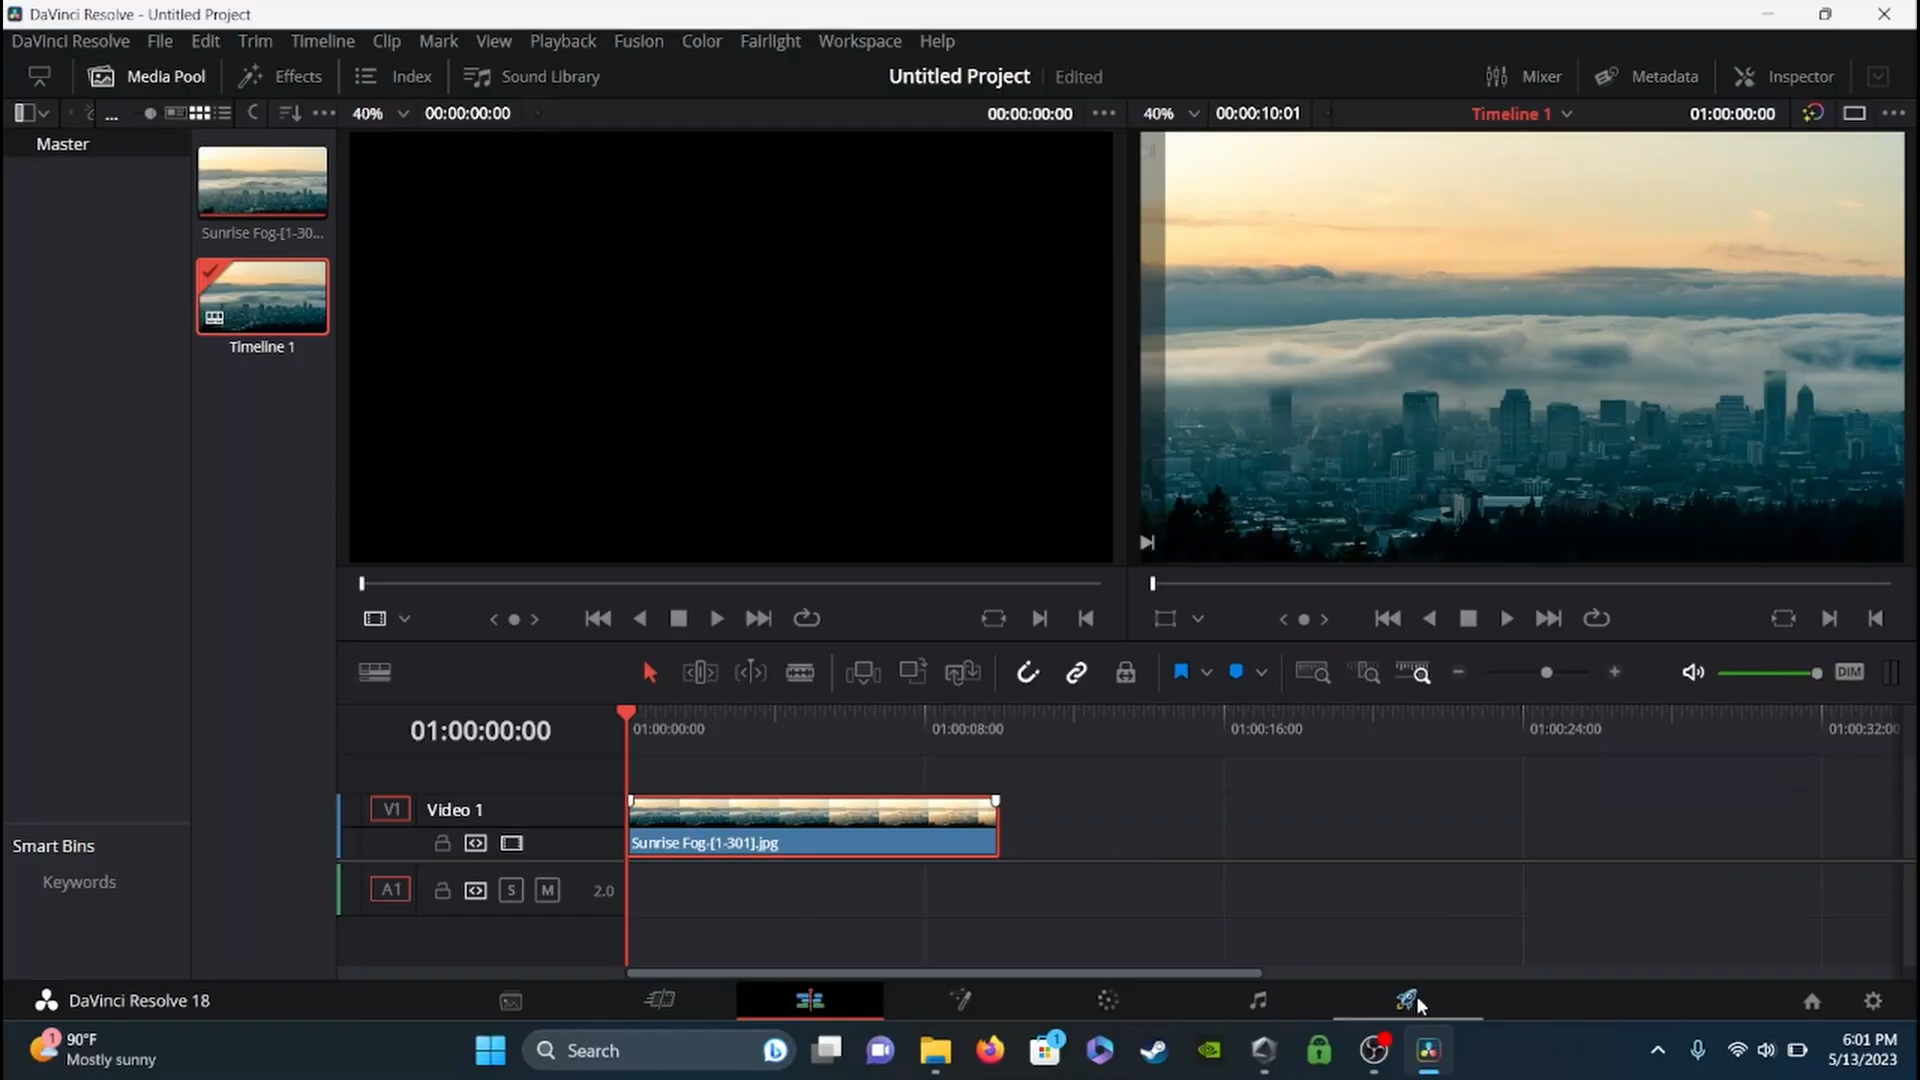 DaVinci Resolve - Untitled Project
DaVinci Resolve File Edit Trim Timeline Clip Mark View Playback Fusion Color Fairlight Workspace Help
Media Pool Effects Index Sound Library Untitled Project Edited Mixer Metadata Inspector
... 40% 00:00:00:00 00:00:00:00 40% 00:00:10:01 Timeline 1 01:00:00:00
Master
Sunrise Fog-[1-30...
Timeline 1
DIM
01:00:00:00 01:00:00:00 01:00:08:00 01:00:16:00 01:00:24:00 01:00:32:00
V1 Video 1
Sunrise Fog-[1-301].jpg
Smart Bins
Keywords
A1 S M 2.0
DaVinci Resolve 18
1 90°F
Mostly sunny
Search
1
6:01 PM
5/13/2023